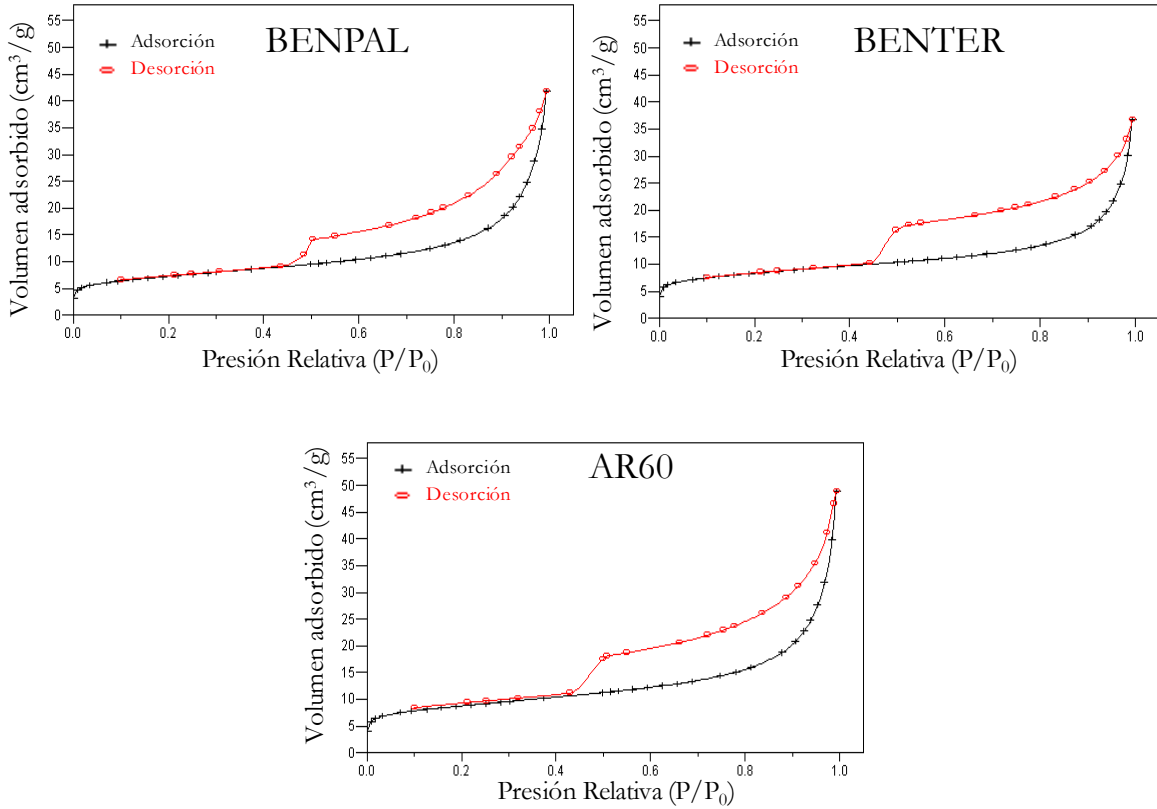 BENPAL
Adsorción
Desorción
Volumen adsorbido (cm³/g)
55
50
45
40
35
30
25
20
15
10
5
0
0.0 0.2 0.4 0.6 0.8 1.0
Presión Relativa (P/P₀)
BENTER
Adsorción
Desorción
Volumen adsorbido (cm³/g)
55
50
45
40
35
30
25
20
15
10
5
0
0.0 0.2 0.4 0.6 0.8 1.0
Presión Relativa (P/P₀)
AR60
Adsorción
Desorción
Volumen adsorbido (cm³/g)
55
50
45
40
35
30
25
20
15
10
5
0
0.0 0.2 0.4 0.6 0.8 1.0
Presión Relativa (P/P₀)